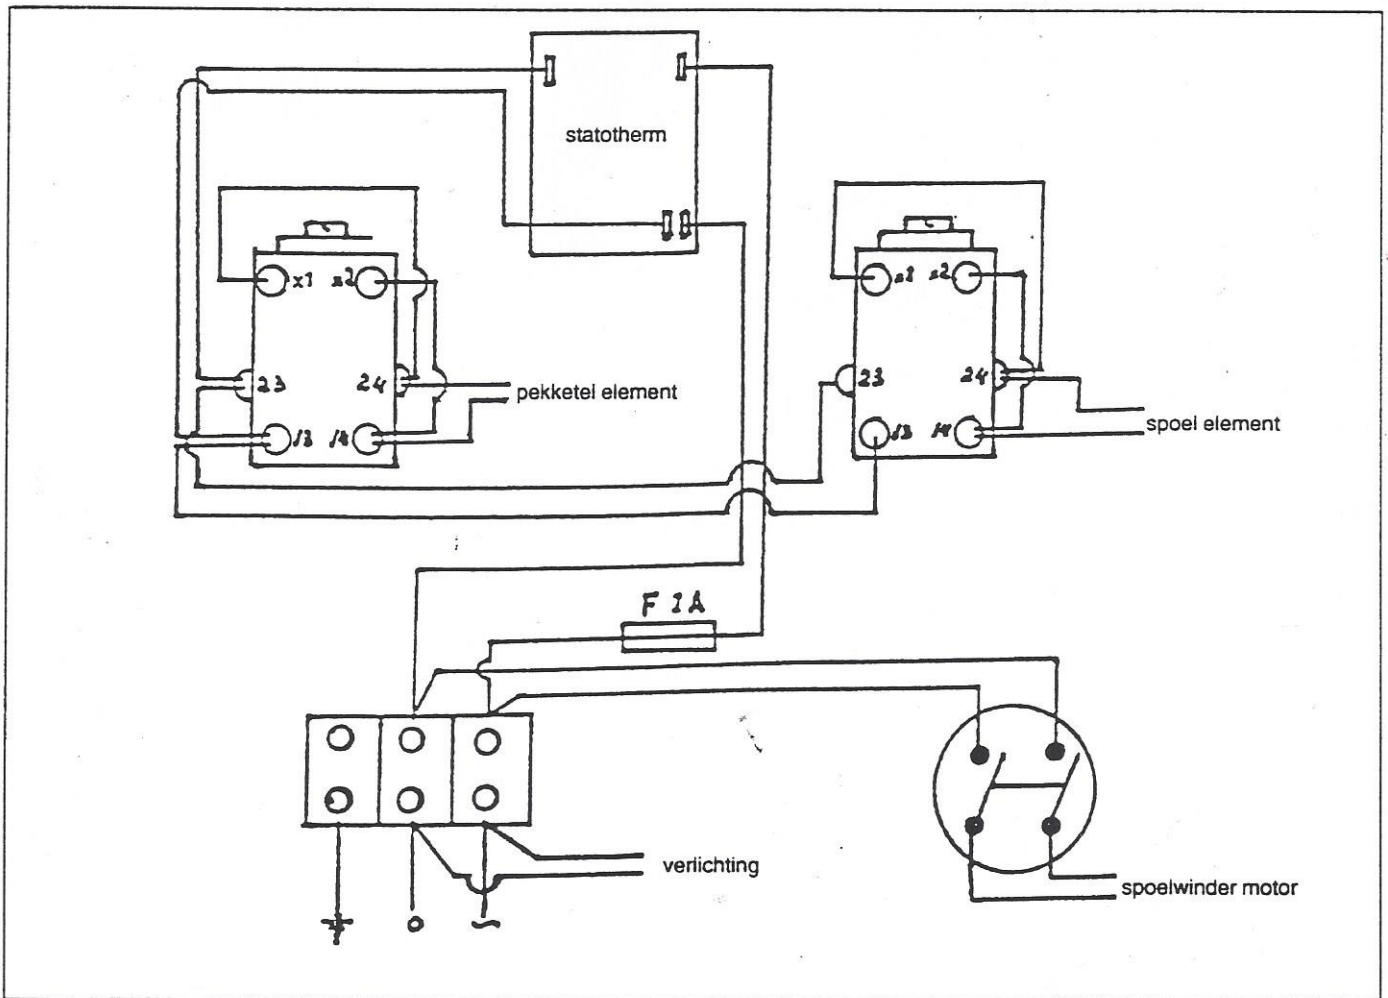 statotherm
x1 x2
x1 x2
23 24
pekketel element
23 24
13 14
13 14
spoel element
F 1A
verlichting
spoelwinder motor